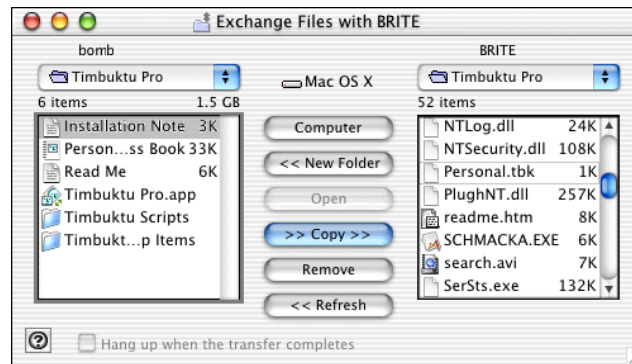 Exchange Files with BRITE
bomb
BRITE
Timbuktu Pro
Mac OS X
Timbuktu Pro
6 items 1.5 GB
52 items
Installation Note 3K
Person...ss Book 33K
Read Me 6K
Timbuktu Pro.app
Timbuktu Scripts
Timbukt...p Items
Computer
<< New Folder
Open
>> Copy >>
Remove
<< Refresh
NTLog.dll 24K
NTSecurity.dll 108K
Personal.tbk 1K
PlughNT.dll 257K
readme.htm 8K
SCHMACKA.EXE 6K
search.avi 7K
SerSts.exe 132K
?
Hang up when the transfer completes